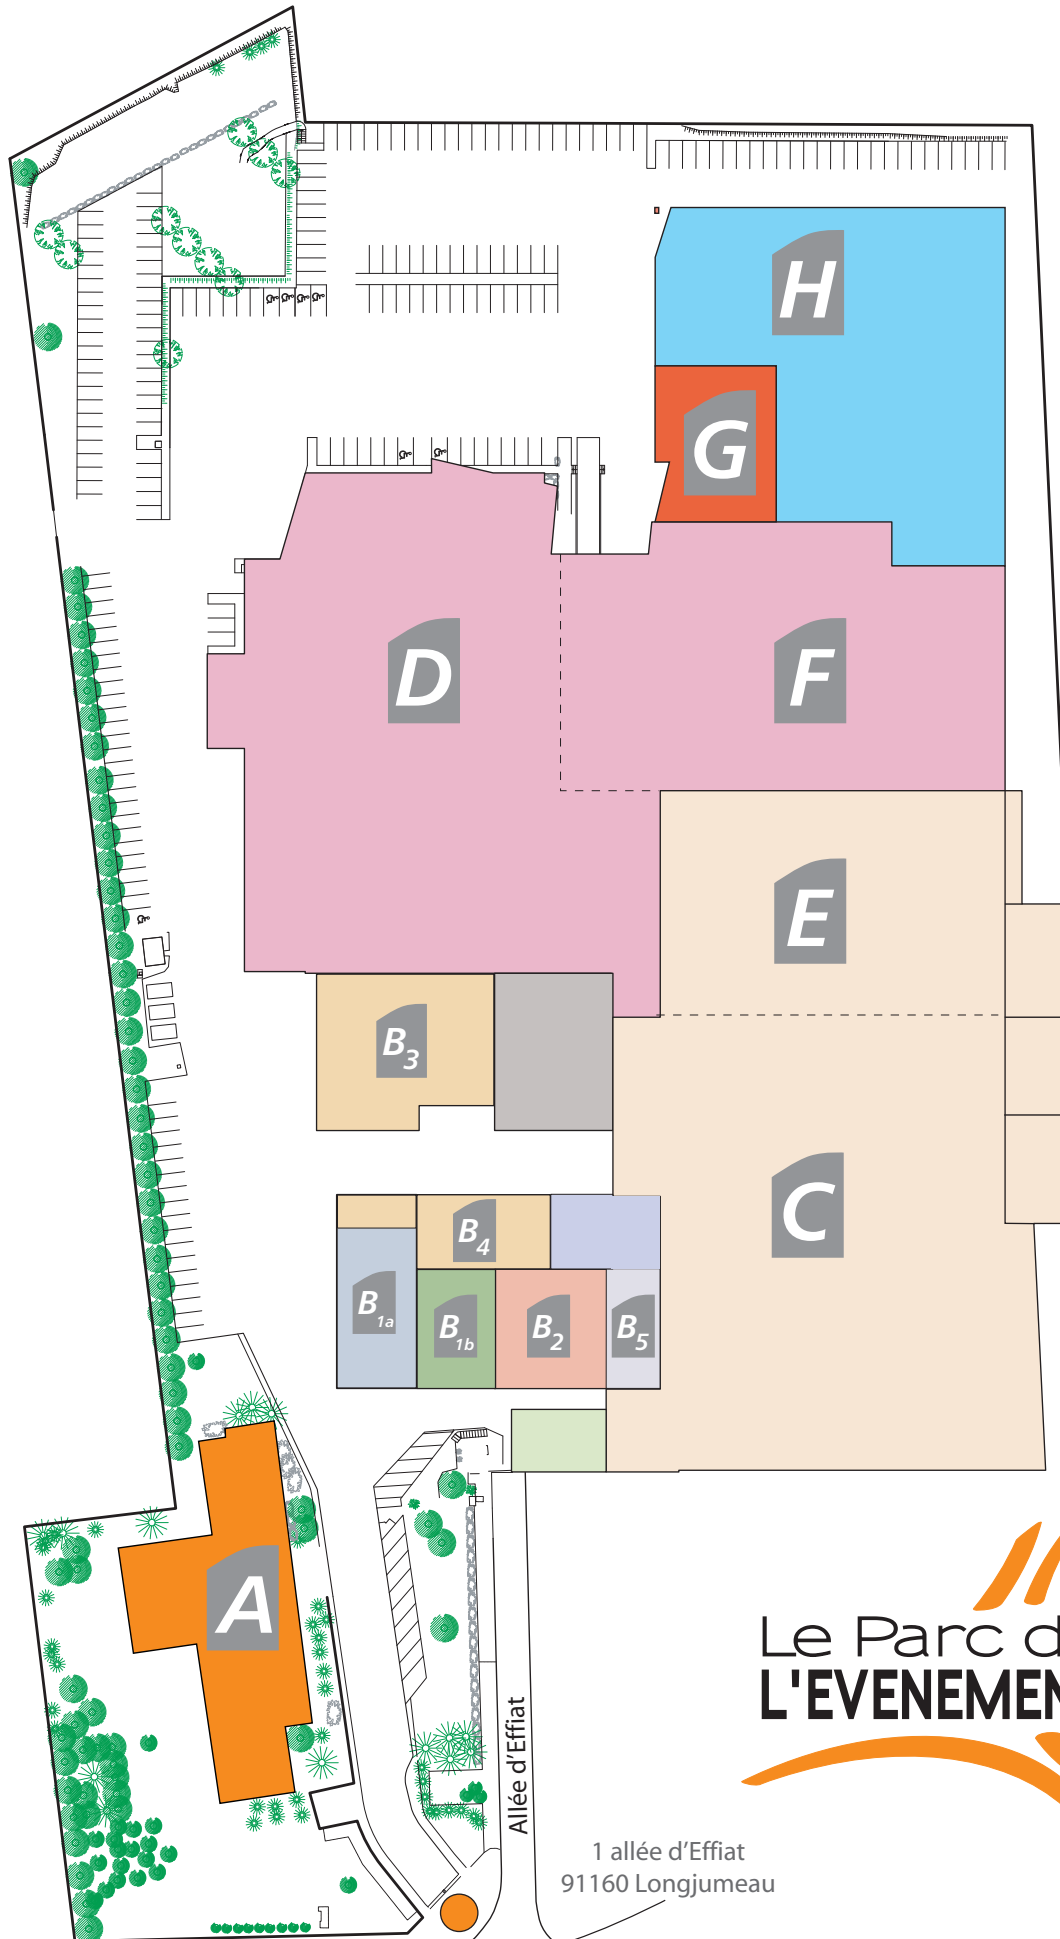 H
G
D
F
E
B3
C
B4
B1a
B1b
B2
B5
A
Le Parc d
L'EVENEMEN
Allée d'Effiat
1 allée d'Effiat
91160 Longjumeau